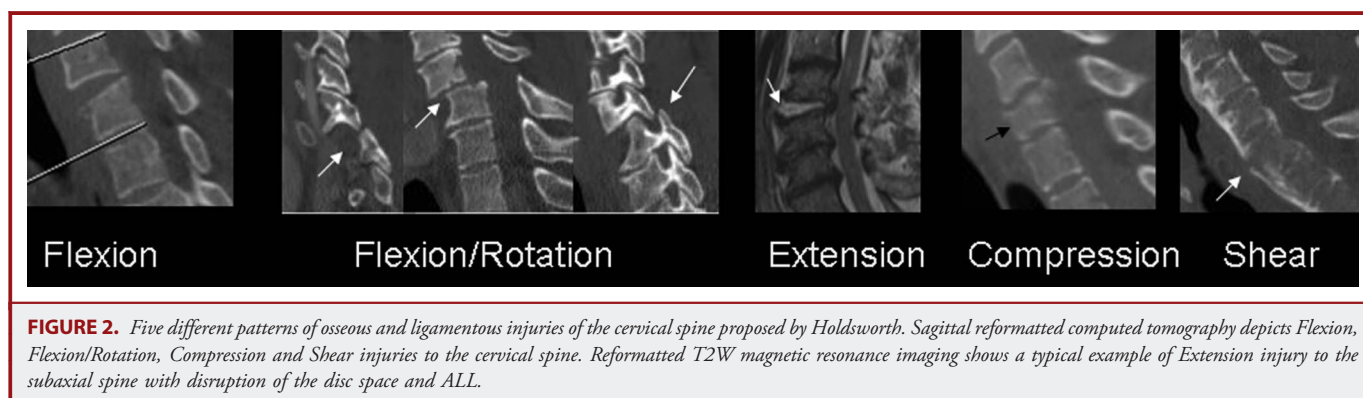 Flexion Flexion/Rotation Extension Compression Shear
FIGURE 2. Five different patterns of osseous and ligamentous injuries of the cervical spine proposed by Holdsworth. Sagittal reformatted computed tomography depicts Flexion,
Flexion/Rotation, Compression and Shear injuries to the cervical spine. Reformatted T2W magnetic resonance imaging shows a typical example of Extension injury to the
subaxial spine with disruption of the disc space and ALL.